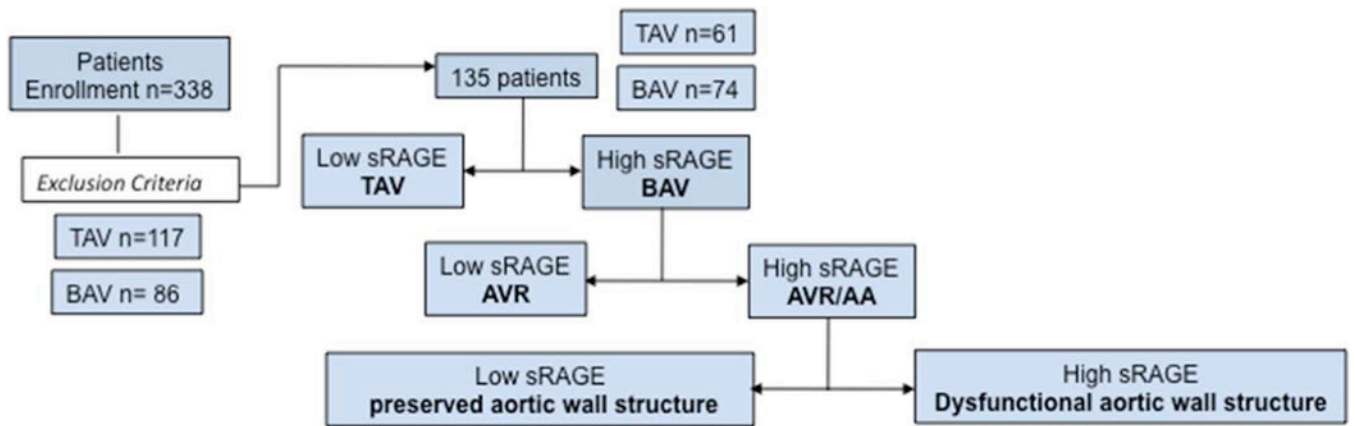 Patients
Enrollment n=338
Exclusion Criteria
TAV n=117
BAV n= 86
135 patients
TAV n=61
BAV n=74
Low sRAGE
TAV
High sRAGE
BAV
Low sRAGE
AVR
High sRAGE
AVR/AA
Low sRAGE
preserved aortic wall structure
High sRAGE
Dysfunctional aortic wall structure